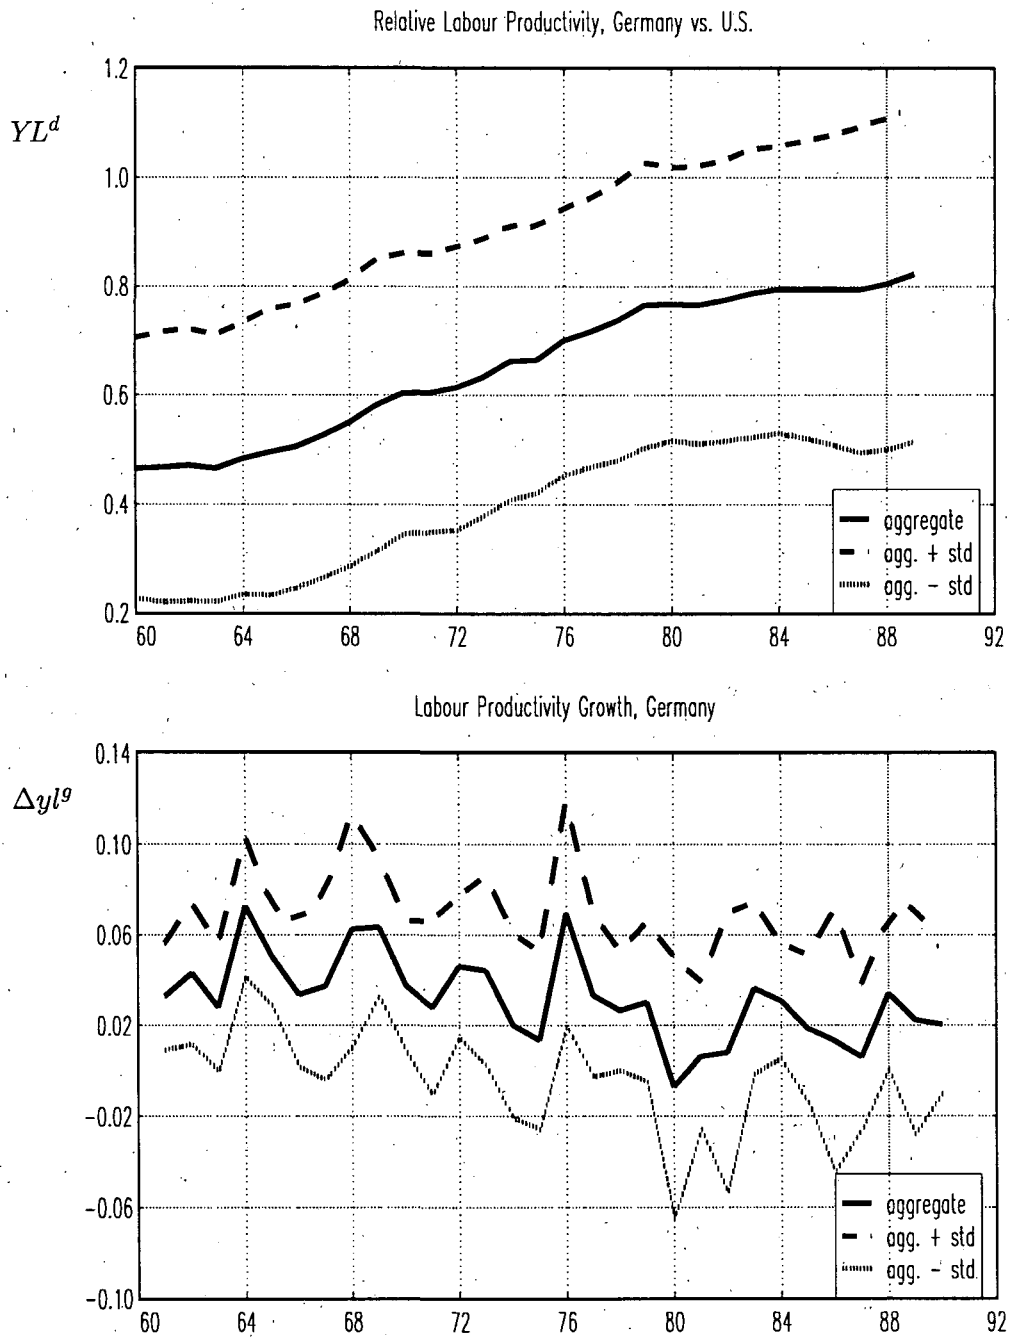 Relative Labour Productivity, Germany vs. U.S.
YL^d
1.2
1.0
0.8
0.6
0.4
0.2
aggregate
agg. + std
agg. - std
60 64 68 72 76 80 84 88 92
Labour Productivity Growth, Germany
Δyl^g
0.14
0.10
0.06
0.02
-0.02
-0.06
-0.10
aggregate
agg. + std
agg. - std
60 64 68 72 76 80 84 88 92